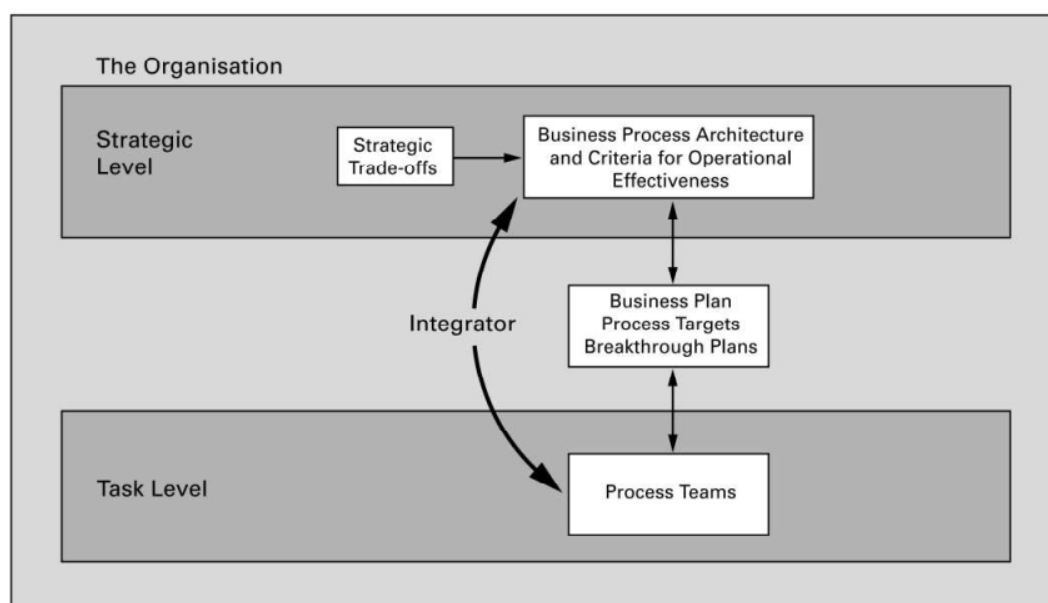 The Organisation
Strategic
Level
Strategic
Trade-offs
Business Process Architecture
and Criteria for Operational
Effectiveness
Integrator
Business Plan
Process Targets
Breakthrough Plans
Task Level
Process Teams